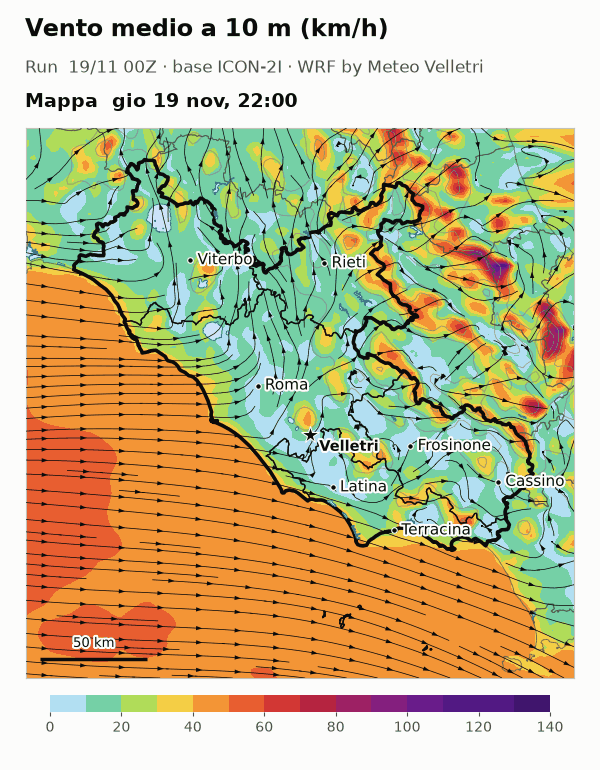 Vento medio a 10 m (km/h)
Run  19/11 00Z · base ICON-2I · WRF by Meteo Velletri
Mappa  gio 19 nov, 22:00
Viterbo
Rieti
Roma
Velletri
Frosinone
Latina
Cassino
Terracina
50 km
0 20 40 60 80 100 120 140